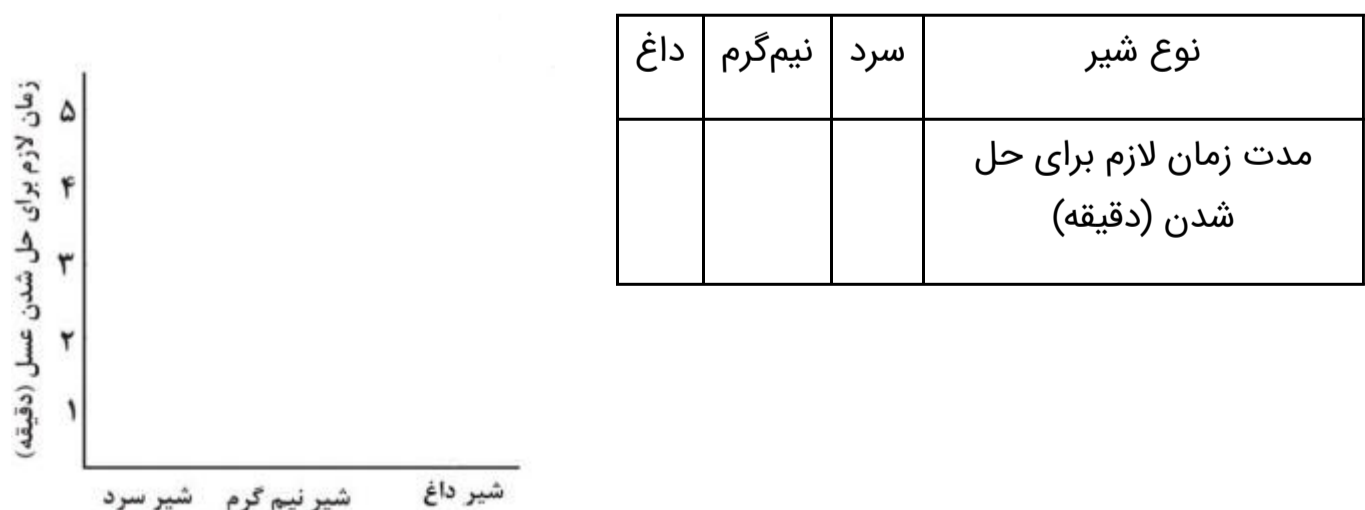 نوع شیر	سرد	نیم‌گرم	داغ
مدت زمان لازم برای حل
شدن (دقیقه)
زمان لازم برای حل شدن عسل (دقیقه)
۵
۴
۳
۲
۱
شیر سرد	شیر نیم گرم	شیر داغ